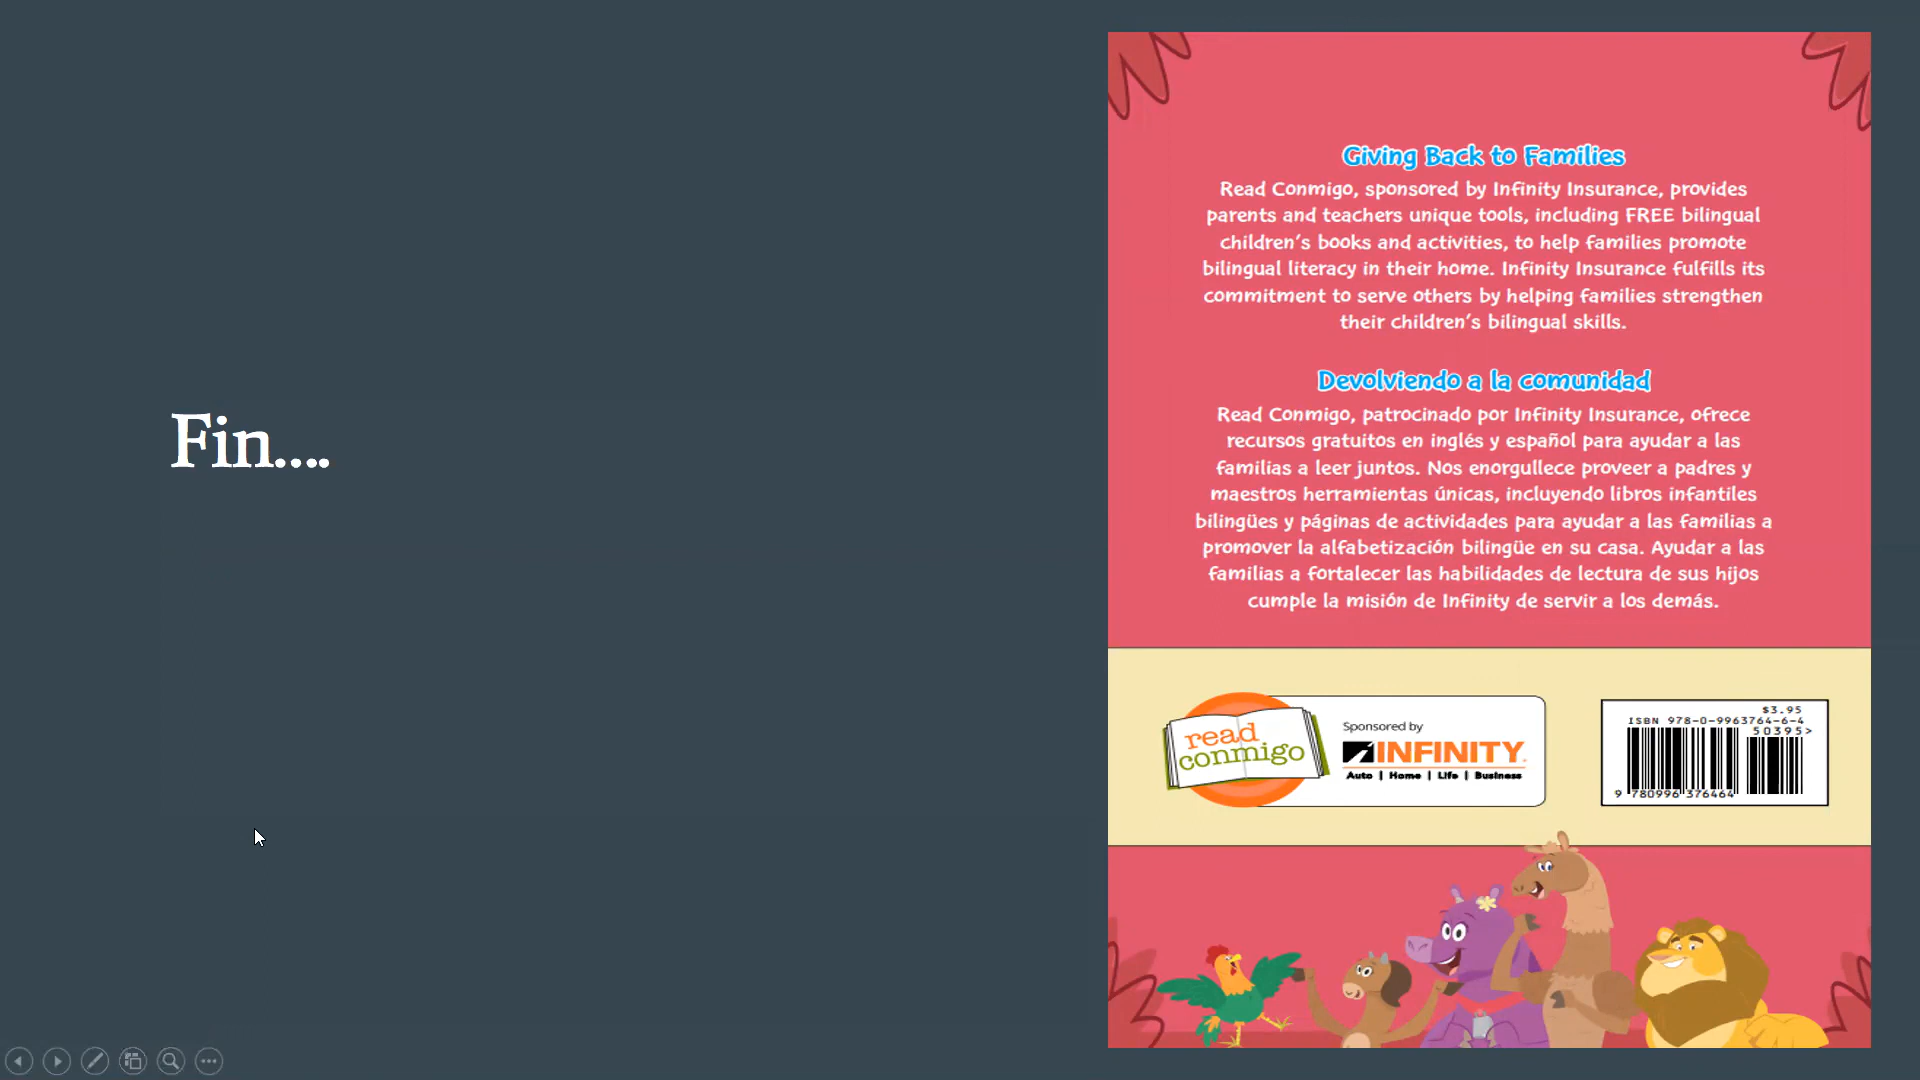 Fin....
Giving Back to Families
Read Conmigo, sponsored by Infinity Insurance, provides
parents and teachers unique tools, including FREE bilingual
children's books and activities, to help families promote
bilingual literacy in their home. Infinity Insurance fulfills its
commitment to serve others by helping families strengthen
their children's bilingual skills.
Devolviendo a la comunidad
Read Conmigo, patrocinado por Infinity Insurance, ofrece
recursos gratuitos en inglés y español para ayudar a las
familias a leer juntos. Nos enorgullece proveer a padres y
maestros herramientas únicas, incluyendo libros infantiles
bilingües y páginas de actividades para ayudar a las familias a
promover la alfabetización bilingüe en su casa. Ayudar a las
familias a fortalecer las habilidades de lectura de sus hijos
cumple la misión de Infinity de servir a los demás.
read
conmigo
Sponsored by
INFINITY
Auto | Home | Life | Business
$3.95
ISBN 978-0-9963764-6-4
50395>
9 780996 376464